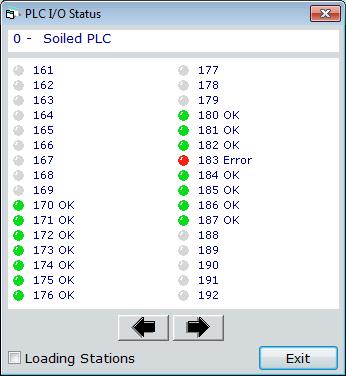 PLC I/O Status
0 - Soiled PLC
161
162
163
164
165
166
167
168
169
170 OK
171 OK
172 OK
173 OK
174 OK
175 OK
176 OK
177
178
179
180 OK
181 OK
182 OK
183 Error
184 OK
185 OK
186 OK
187 OK
188
189
190
191
192
Loading Stations
Exit